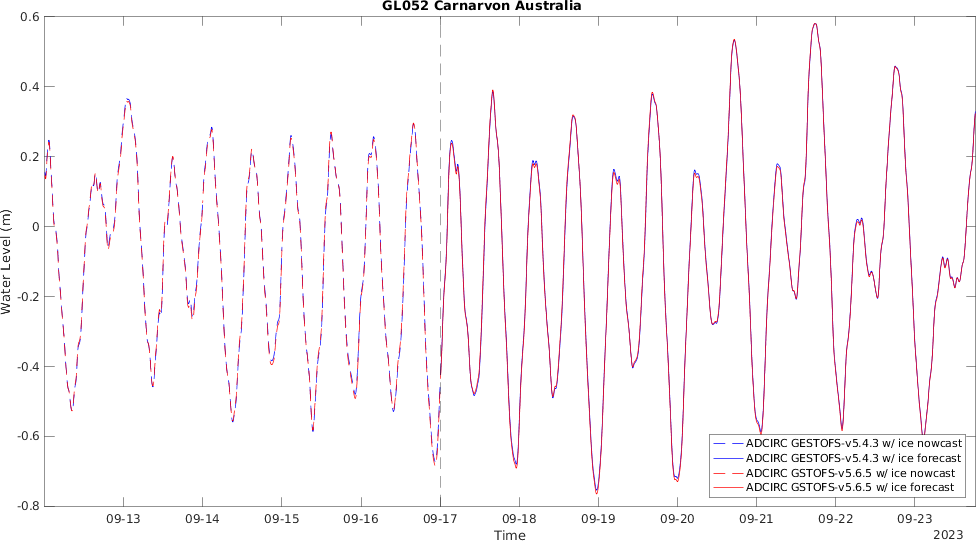 GL052 Carnarvon Australia
0.6
0.4
0.2
0
-0.2
-0.4
-0.6
-0.8
Water Level (m)
ADCIRC GESTOFS-v5.4.3 w/ ice nowcast
ADCIRC GESTOFS-v5.4.3 w/ ice forecast
ADCIRC GSTOFS-v5.6.5 w/ ice nowcast
ADCIRC GSTOFS-v5.6.5 w/ ice forecast
09-13 09-14 09-15 09-16 09-17 09-18 09-19 09-20 09-21 09-22 09-23
Time
2023